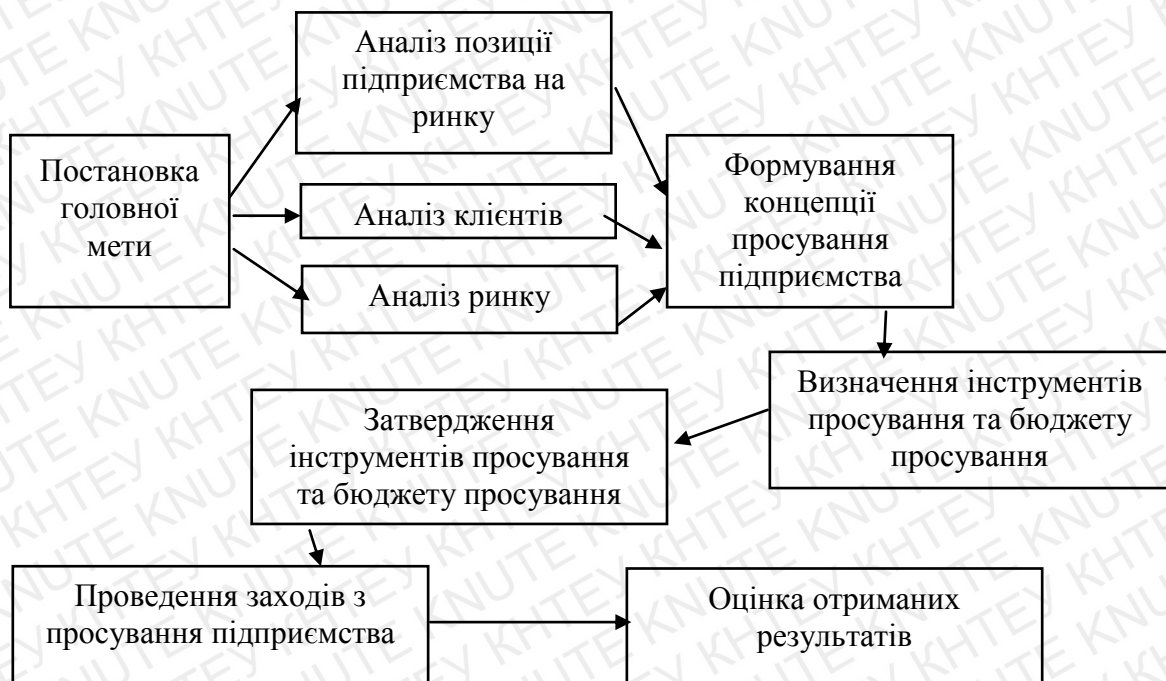 Постановка
головної
мети
Аналіз позиції
підприємства на
ринку
Аналіз клієнтів
Аналіз ринку
Формування
концепції
просування
підприємства
Визначення інструментів
просування та бюджету
просування
Затвердження
інструментів просування
та бюджету просування
Проведення заходів з
просування підприємства
Оцінка отриманих
результатів